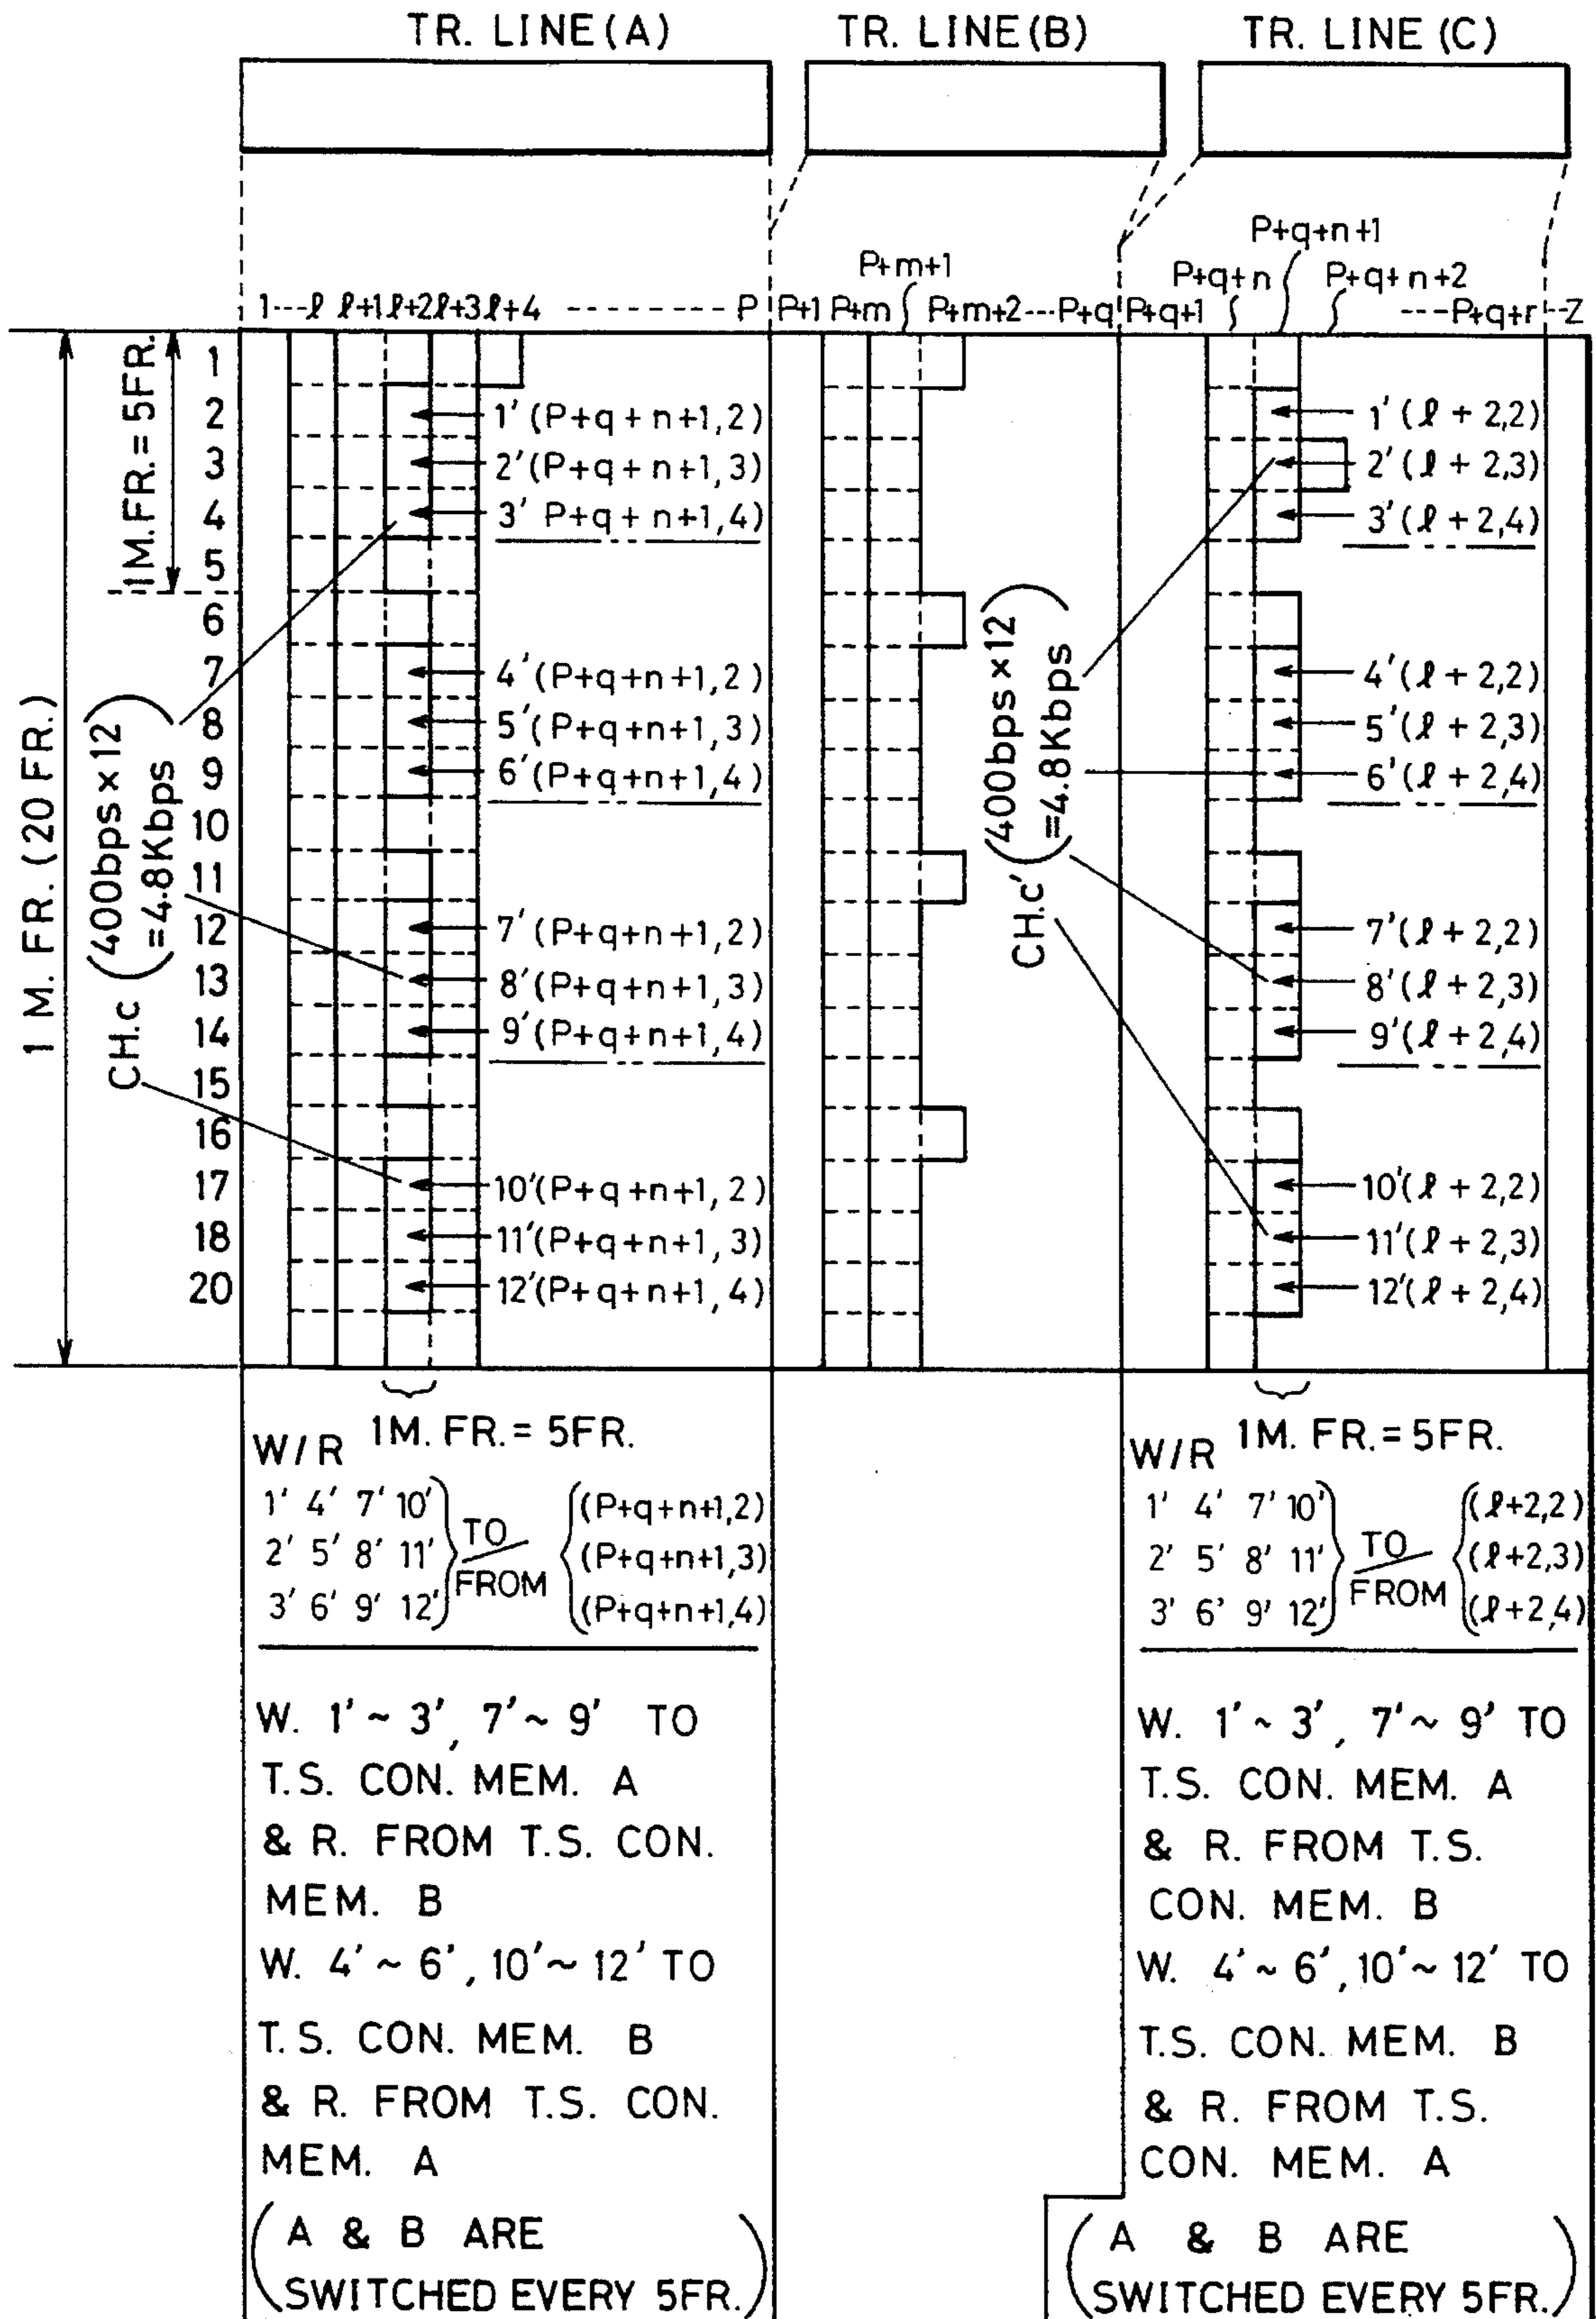 TR. LINE (A) TR. LINE (B) TR. LINE (C)
P+q+n+1
P+m+1 P+q+n P+q+n+2
1---ℓ ℓ+1 ℓ+2 ℓ+3 ℓ+4 -------- P P+1 P+m P+m+2---P+q P+q+1 ---P+q+r --Z
1 M. FR. (20 FR.)
1M.FR.= 5FR.
CH.c (400bps×12 =4.8Kbps)
CH.c' (400bps×12 =4.8Kbps)
1
2 1'(P+q+n+1,2) 1'(ℓ+2,2)
3 2'(P+q+n+1,3) 2'(ℓ+2,3)
4 3' P+q+n+1,4) 3'(ℓ+2,4)
5
6
7 4'(P+q+n+1,2) 4'(ℓ+2,2)
8 5'(P+q+n+1,3) 5'(ℓ+2,3)
9 6'(P+q+n+1,4) 6'(ℓ+2,4)
10
11
12 7'(P+q+n+1,2) 7'(ℓ+2,2)
13 8'(P+q+n+1,3) 8'(ℓ+2,3)
14 9'(P+q+n+1,4) 9'(ℓ+2,4)
15
16
17 10'(P+q+n+1,2) 10'(ℓ+2,2)
18 11'(P+q+n+1,3) 11'(ℓ+2,3)
20 12'(P+q+n+1,4) 12'(ℓ+2,4)
W/R 1M. FR.= 5FR.
1' 4' 7' 10' (P+q+n+1,2)
2' 5' 8' 11' TO/FROM (P+q+n+1,3)
3' 6' 9' 12' (P+q+n+1,4)
W. 1' ~ 3', 7' ~ 9' TO
T.S. CON. MEM. A
& R. FROM T.S. CON.
MEM. B
W. 4' ~ 6', 10' ~ 12' TO
T.S. CON. MEM. B
& R. FROM T.S. CON.
MEM. A
(A & B ARE
SWITCHED EVERY 5FR.)
W/R 1M. FR.= 5FR.
1' 4' 7' 10' (ℓ+2,2)
2' 5' 8' 11' TO/FROM (ℓ+2,3)
3' 6' 9' 12' (ℓ+2,4)
W. 1' ~ 3', 7' ~ 9' TO
T.S. CON. MEM. A
& R. FROM T.S.
CON. MEM. B
W. 4' ~ 6', 10' ~ 12' TO
T.S. CON. MEM. B
& R. FROM T.S.
CON. MEM. A
(A & B ARE
SWITCHED EVERY 5FR.)